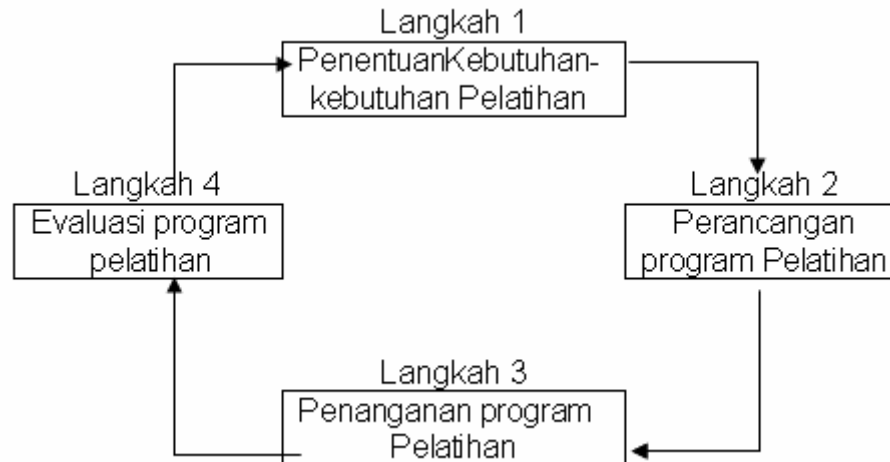 Langkah 1
PenentuanKebutuhan-
kebutuhan Pelatihan
Langkah 2
Perancangan
program Pelatihan
Langkah 3
Penanganan program
Pelatihan
Langkah 4
Evaluasi program
pelatihan